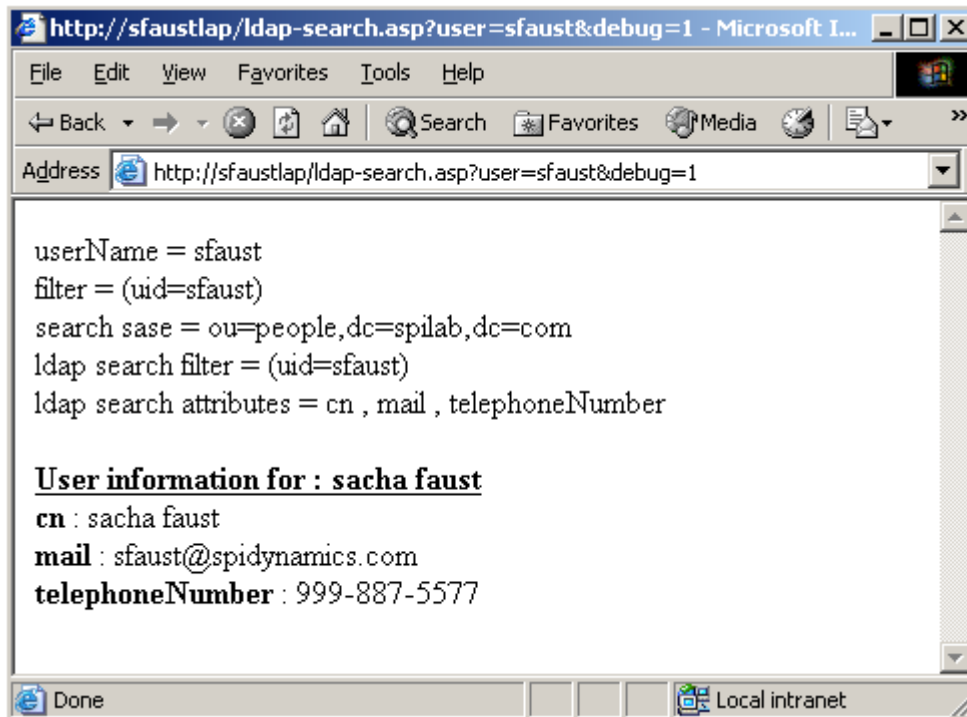 http://sfaustlap/ldap-search.asp?user=sfaust&debug=1 - Microsoft I...
File Edit View Favorites Tools Help
Back Search Favorites Media »
Address http://sfaustlap/ldap-search.asp?user=sfaust&debug=1
userName = sfaust
filter = (uid=sfaust)
search sase = ou=people,dc=spilab,dc=com
ldap search filter = (uid=sfaust)
ldap search attributes = cn , mail , telephoneNumber
User information for : sacha faust
cn : sacha faust
mail : sfaust@spidynamics.com
telephoneNumber : 999-887-5577
Done Local intranet